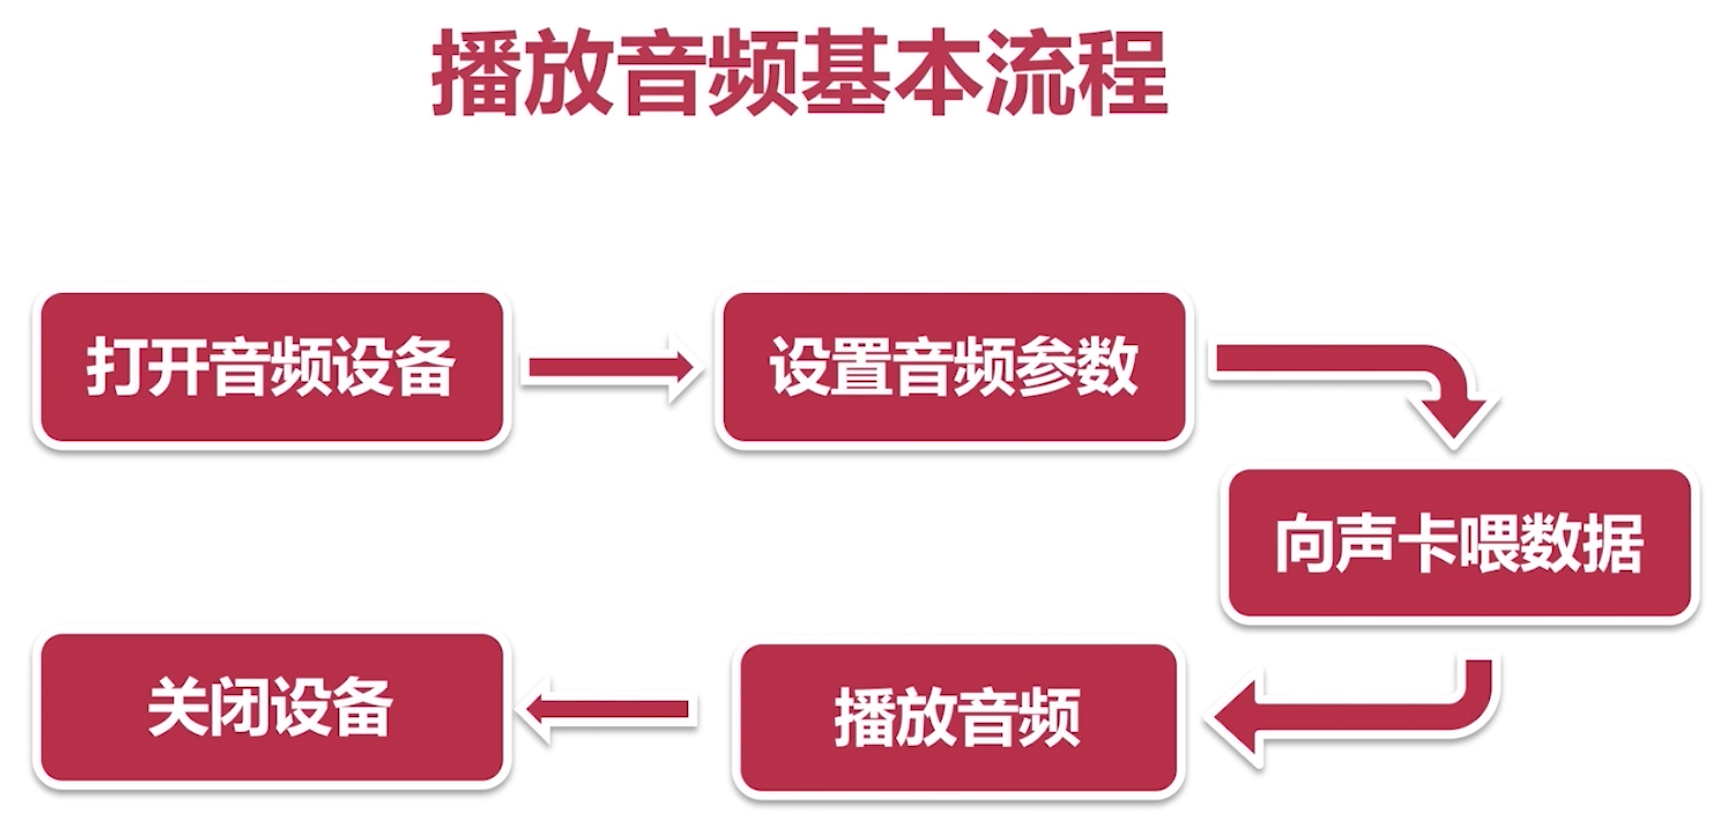 播放音频基本流程
打开音频设备
设置音频参数
向声卡喂数据
播放音频
关闭设备